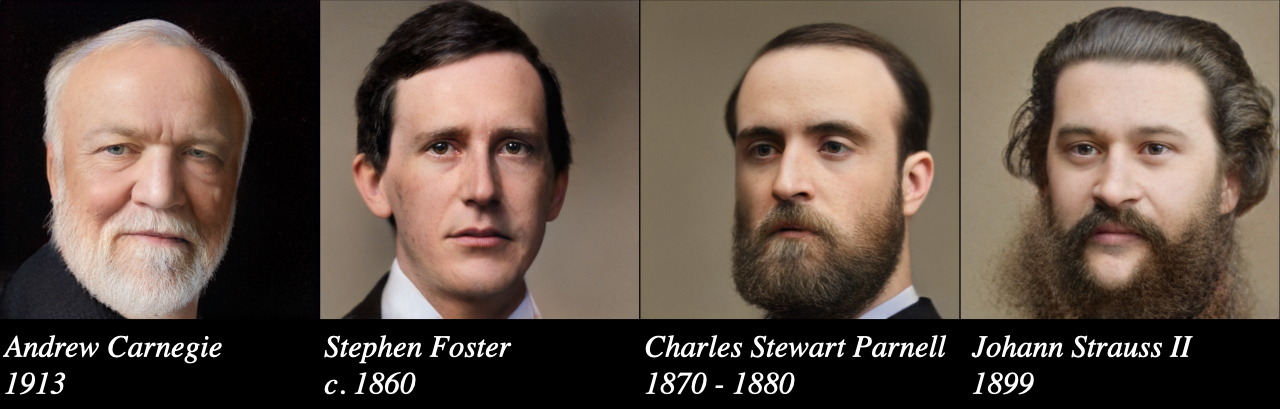 Andrew Carnegie
1913
Stephen Foster
c. 1860
Charles Stewart Parnell
1870 - 1880
Johann Strauss II
1899